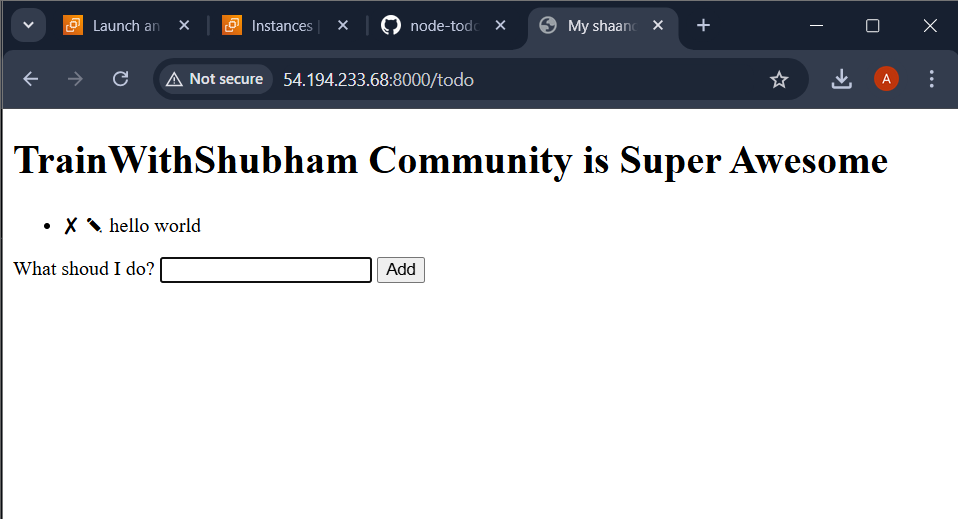 Launch an
Instances |
node-todo
My shaand
Not secure
54.194.233.68:8000/todo
A
TrainWithShubham Community is Super Awesome
✗ ✎ hello world
What shoud I do?
Add